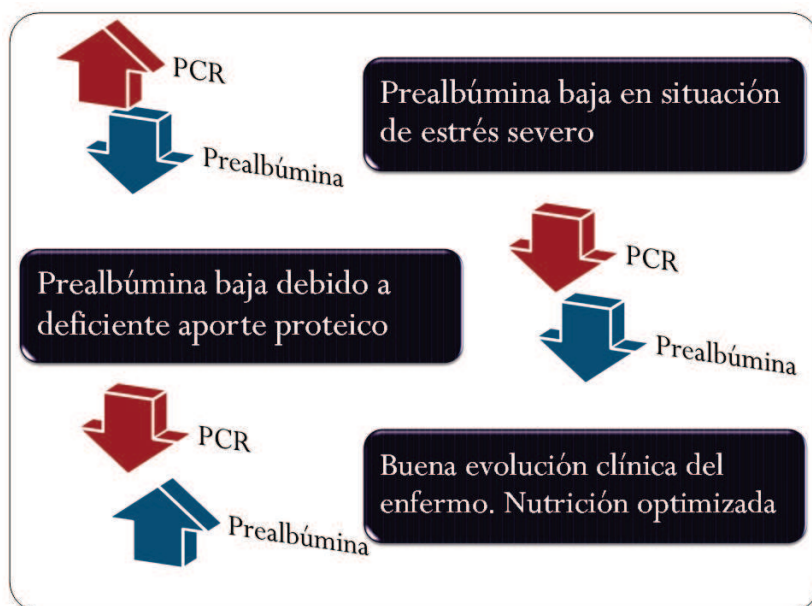 PCR
Prealbúmina
Prealbúmina baja en situación
de estrés severo
Prealbúmina baja debido a
deficiente aporte proteico
PCR
Prealbúmina
PCR
Prealbúmina
Buena evolución clínica del
enfermo. Nutrición optimizada